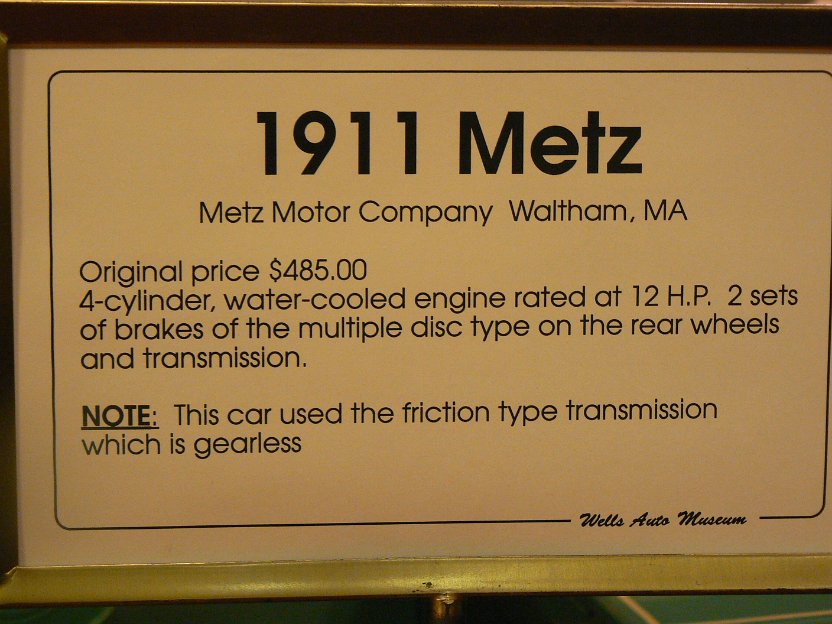 1911 Metz
Metz Motor Company Waltham, MA
Original price $485.00
4-cylinder, water-cooled engine rated at 12 H.P. 2 sets
of brakes of the multiple disc type on the rear wheels
and transmission.
NOTE: This car used the friction type transmission
which is gearless
Wells Auto Museum